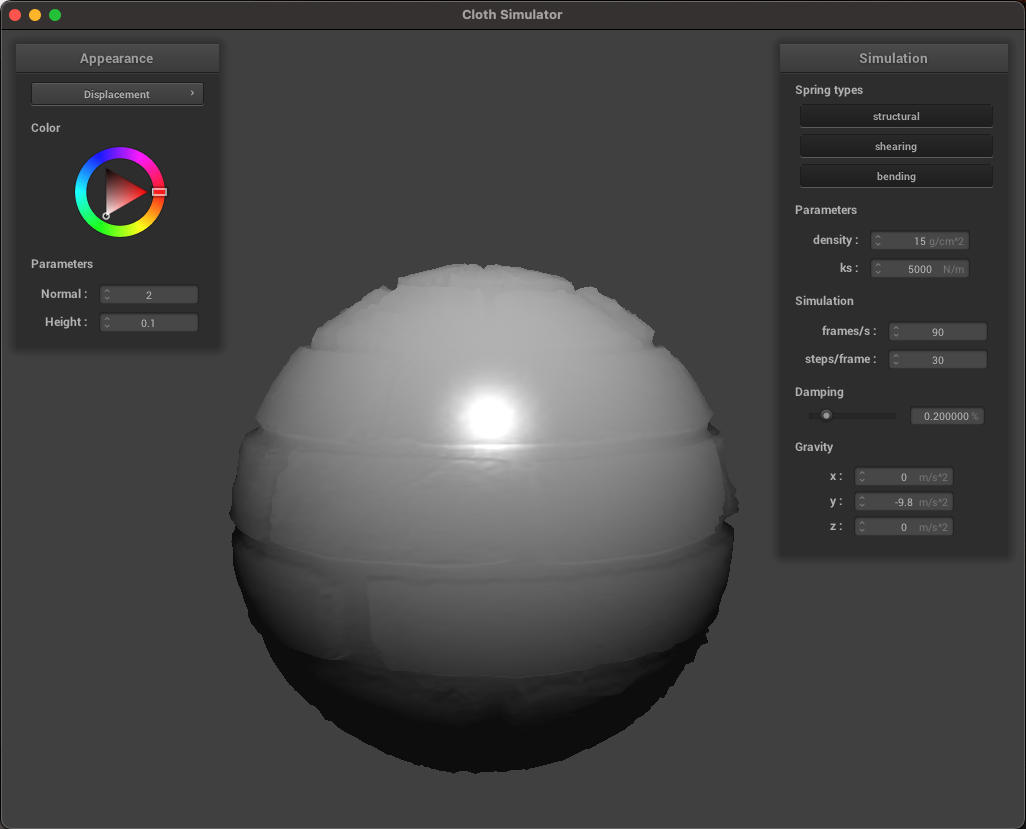 Cloth Simulator
Appearance
Displacement
Color
Parameters
Normal : 2
Height : 0.1
Simulation
Spring types
structural
shearing
bending
Parameters
density : 15 g/cm^2
ks : 5000 N/m
Simulation
frames/s : 90
steps/frame : 30
Damping
0.200000 %
Gravity
x : 0 m/s^2
y : -9.8 m/s^2
z : 0 m/s^2